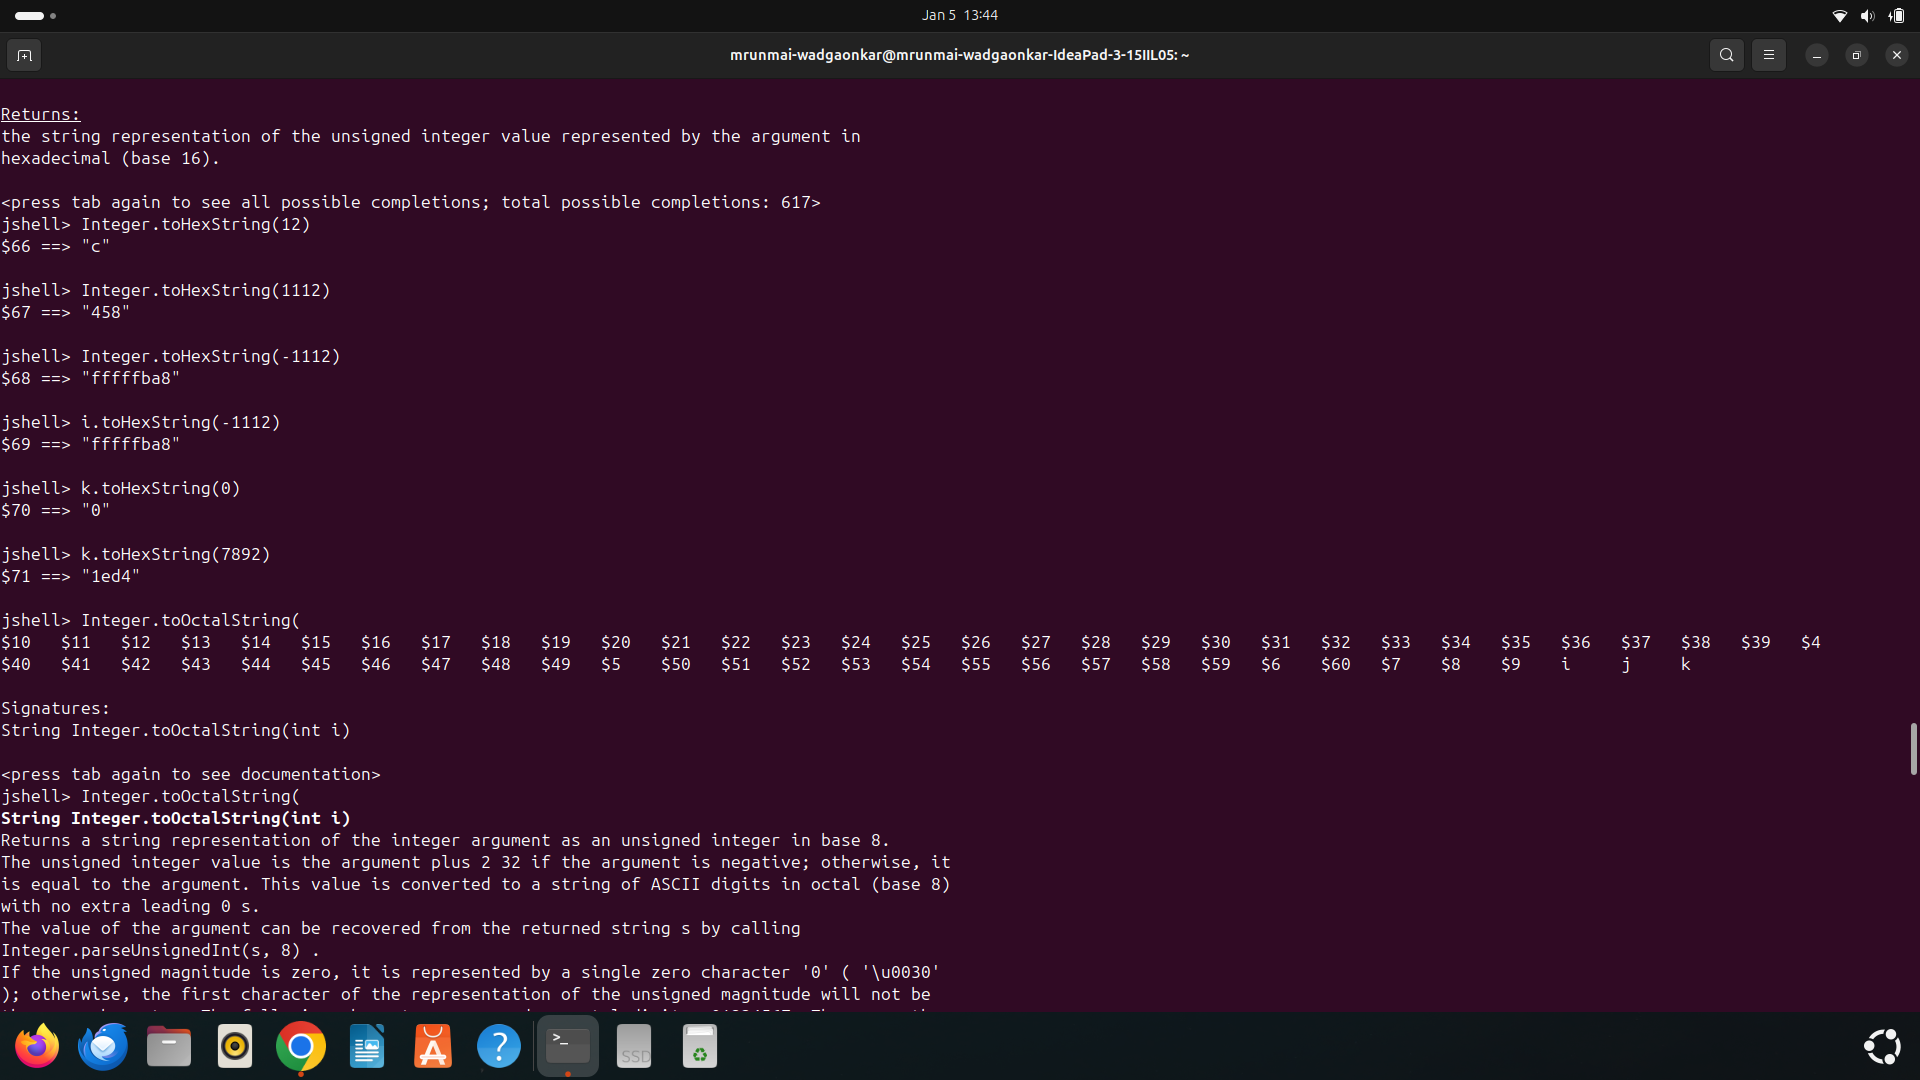 Jan 5 13:44
mrunmai-wadgaonkar@mrunmai-wadgaonkar-IdeaPad-3-15IIL05: ~
Returns:
the string representation of the unsigned integer value represented by the argument in
hexadecimal (base 16).
<press tab again to see all possible completions; total possible completions: 617>
jshell> Integer.toHexString(12)
$66 ==> "c"
jshell> Integer.toHexString(1112)
$67 ==> "458"
jshell> Integer.toHexString(-1112)
$68 ==> "fffffba8"
jshell> i.toHexString(-1112)
$69 ==> "fffffba8"
jshell> k.toHexString(0)
$70 ==> "0"
jshell> k.toHexString(7892)
$71 ==> "1ed4"
jshell> Integer.toOctalString(
$10 $11 $12 $13 $14 $15 $16 $17 $18 $19 $20 $21 $22 $23 $24 $25 $26 $27 $28 $29 $30 $31 $32 $33 $34 $35 $36 $37 $38 $39 $4
$40 $41 $42 $43 $44 $45 $46 $47 $48 $49 $5 $50 $51 $52 $53 $54 $55 $56 $57 $58 $59 $6 $60 $7 $8 $9 i j k
Signatures:
String Integer.toOctalString(int i)
<press tab again to see documentation>
jshell> Integer.toOctalString(
String Integer.toOctalString(int i)
Returns a string representation of the integer argument as an unsigned integer in base 8.
The unsigned integer value is the argument plus 2 32 if the argument is negative; otherwise, it
is equal to the argument. This value is converted to a string of ASCII digits in octal (base 8)
with no extra leading 0 s.
The value of the argument can be recovered from the returned string s by calling
Integer.parseUnsignedInt(s, 8) .
If the unsigned magnitude is zero, it is represented by a single zero character '0' ( '\u0030'
); otherwise, the first character of the representation of the unsigned magnitude will not be
SSD